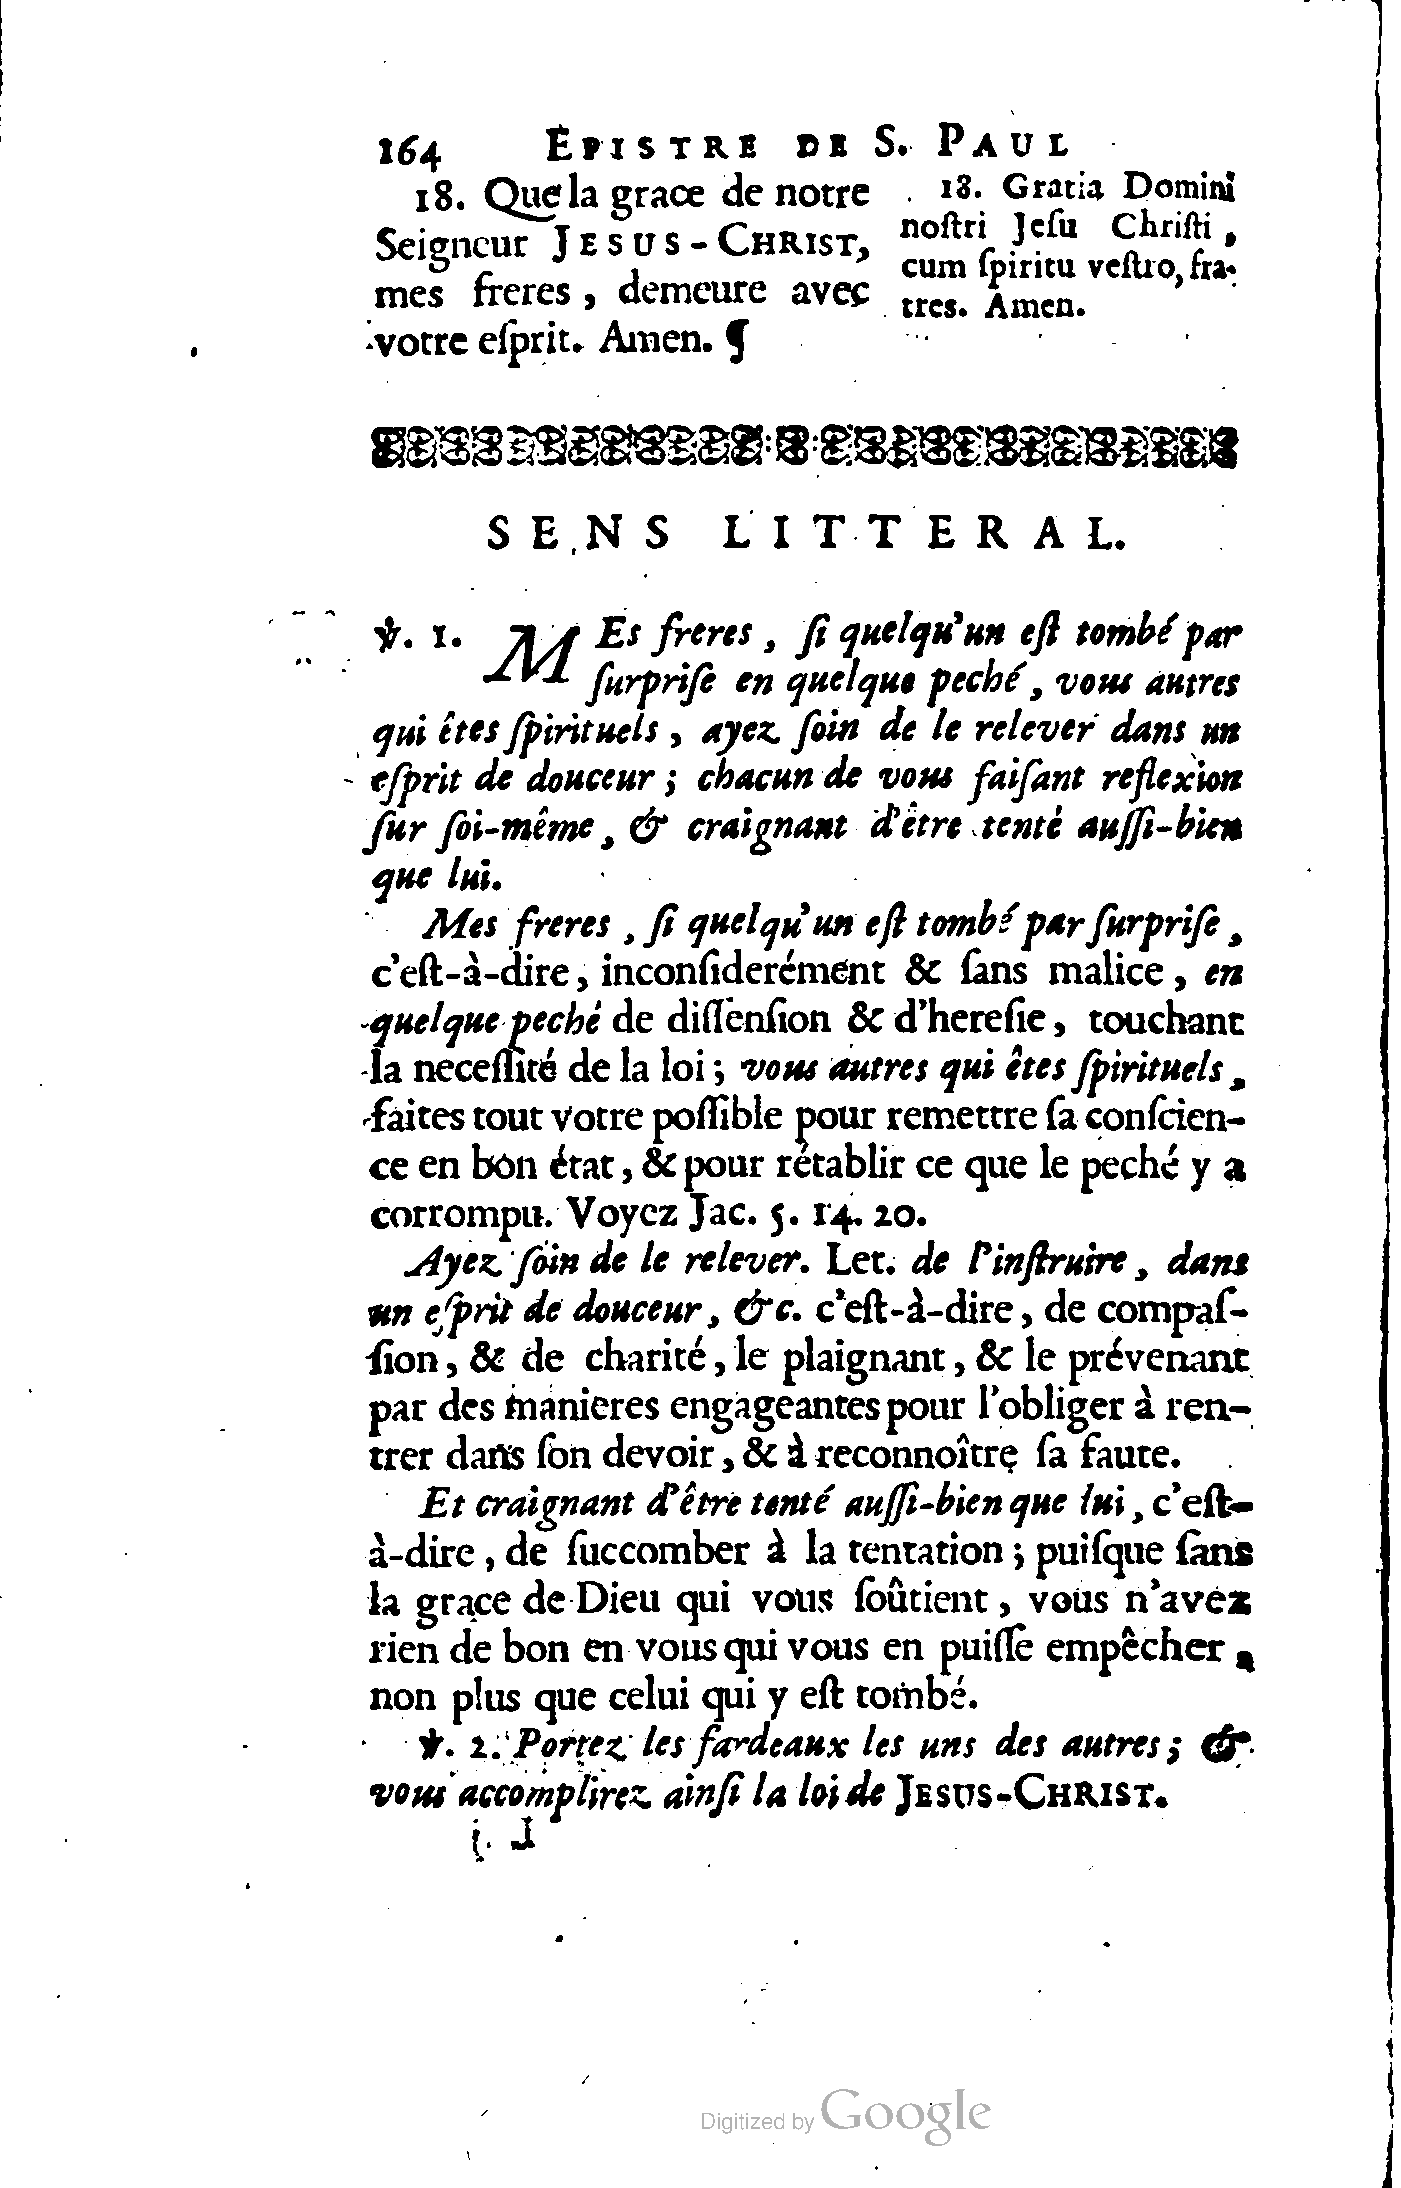 164 EPISTRE DE S. PAUL
18. Que la grace de notre
Seigneur JESUS-CHRIST,
mes freres, demeure avec
votre eſprit. Amen. ¶
18. Gratia Domini
noſtri Jeſu Chriſti,
cum ſpiritu veſtro, fra-
tres. Amen.
SENS LITTERAL.
℣. 1. MEs freres, ſi quelqu'un eſt tombé par
ſurpriſe en quelque peché, vous autres
qui êtes ſpirituels, ayez ſoin de le relever dans un
eſprit de douceur; chacun de vous faiſant reflexion
ſur ſoi-même, & craignant d'être tenté auſſi-bien
que lui.
Mes freres, ſi quelqu'un eſt tombé par ſurpriſe,
c'eſt-à-dire, inconſiderément & ſans malice, en
quelque peché de diſſenſion & d'hereſie, touchant
la neceſſité de la loi; vous autres qui êtes ſpirituels,
faites tout votre poſſible pour remettre ſa conſcien-
ce en bon état, & pour rétablir ce que le peché y a
corrompu. Voyez Jac. 5. 14. 20.
Ayez ſoin de le relever. Let. de l'inſtruire, dans
un eſprit de douceur, &c. c'eſt-à-dire, de compaſ-
ſion, & de charité, le plaignant, & le prévenant
par des manieres engageantes pour l'obliger à ren-
trer dans ſon devoir, & à reconnoître ſa faute.
Et craignant d'être tenté auſſi-bien que lui, c'eſt-
à-dire, de ſuccomber à la tentation; puiſque ſans
la grace de Dieu qui vous ſoûtient, vous n'avez
rien de bon en vous qui vous en puiſſe empêcher,
non plus que celui qui y eſt tombé.
℣. 2. Portez les fardeaux les uns des autres; &
vous accomplirez ainſi la loi de JESUS-CHRIST.
Digitized by Google